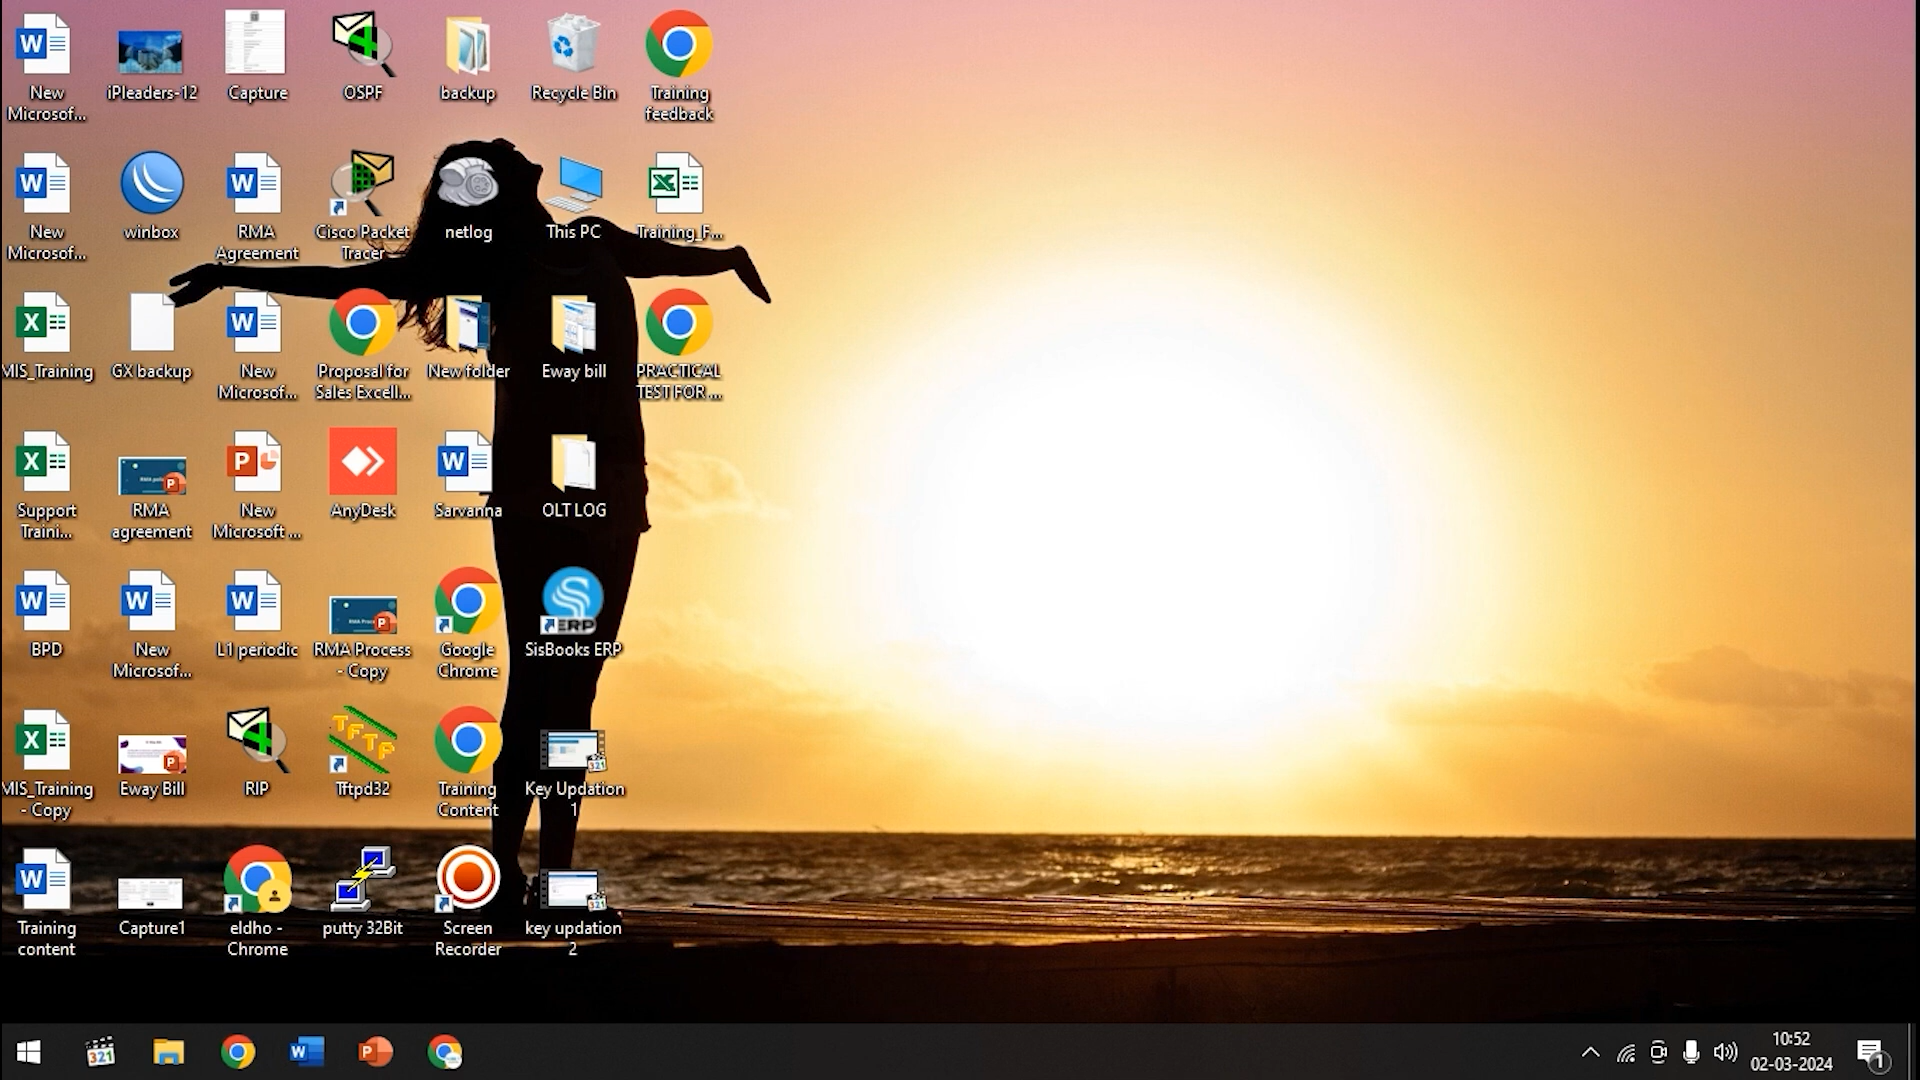 New
Microsof...
iPleaders-12
Capture
OSPF
backup
Recycle Bin
Training
feedback
New
Microsof...
winbox
RMA
Agreement
Cisco Packet
Tracer
netlog
This PC
Training_F...
MIS_Training
GX backup
New
Microsof...
Proposal for
Sales Excell...
New folder
Eway bill
PRACTICAL
TEST FOR ...
Support
Traini...
RMA
agreement
New
Microsoft ...
AnyDesk
Sarvanna
OLT LOG
BPD
New
Microsof...
L1 periodic
RMA Process
- Copy
Google
Chrome
ERP
SisBooks ERP
MIS_Training
- Copy
Eway Bill
RIP
TFTP
Tftpd32
Training
Content
Key Updation
1
Training
content
Capture1
eldho -
Chrome
putty 32Bit
Screen
Recorder
key updation
2
321
10:52
02-03-2024
1